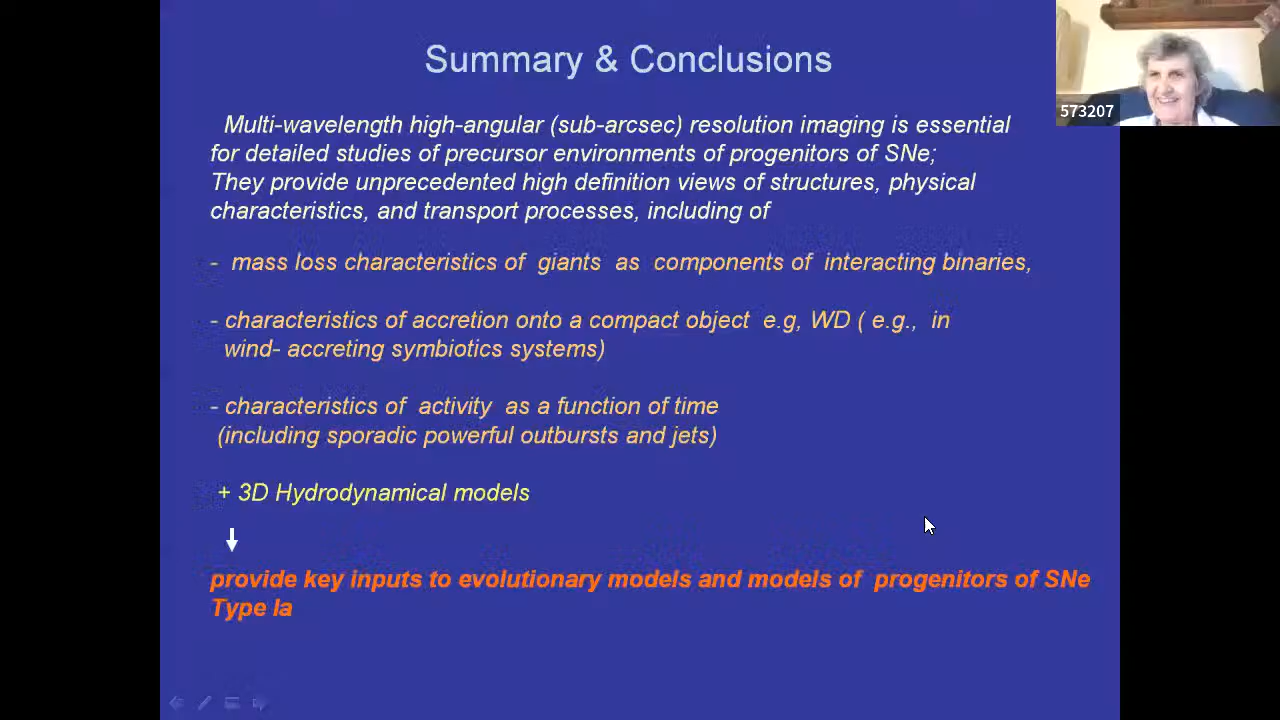 Summary & Conclusions
573207
Multi-wavelength high-angular (sub-arcsec) resolution imaging is essential
for detailed studies of precursor environments of progenitors of SNe;
They provide unprecedented high definition views of structures, physical
characteristics, and transport processes, including of
- mass loss characteristics of giants as components of interacting binaries,
- characteristics of accretion onto a compact object e.g, WD ( e.g., in
wind- accreting symbiotics systems)
- characteristics of activity as a function of time
(including sporadic powerful outbursts and jets)
+ 3D Hydrodynamical models
provide key inputs to evolutionary models and models of progenitors of SNe
Type Ia